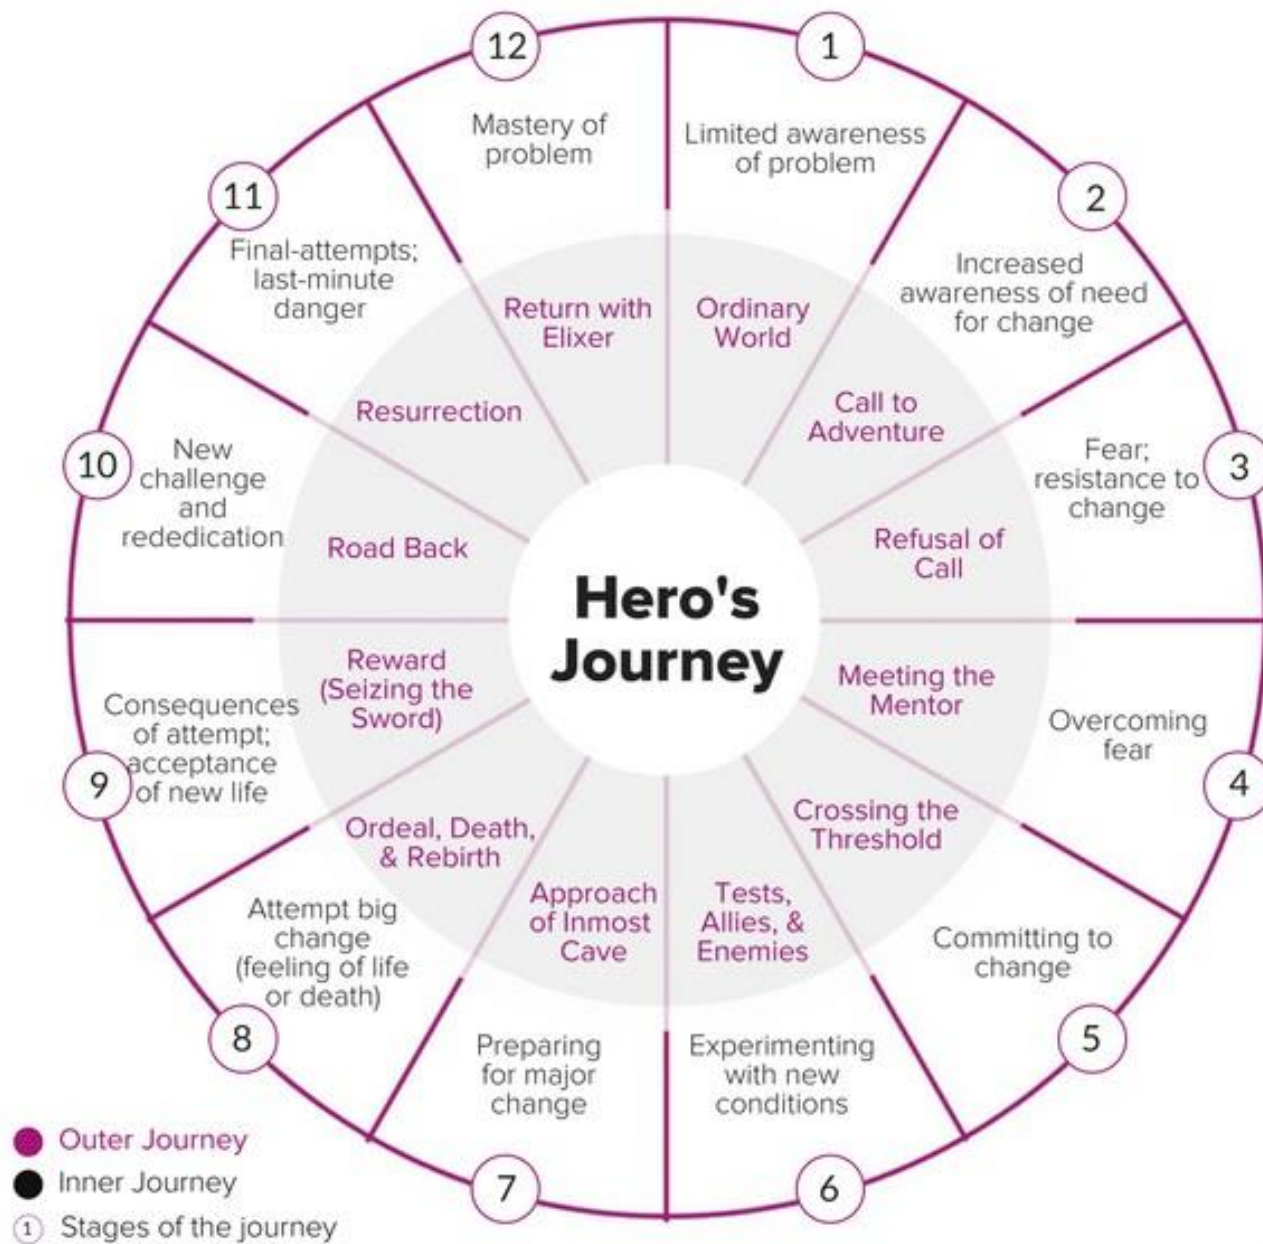 Hero's
Journey
1
Limited awareness
of problem
Ordinary
World
2
Increased
awareness of need
for change
Call to
Adventure
3
Fear;
resistance to
change
Refusal of
Call
4
Overcoming
fear
Meeting the
Mentor
5
Committing to
change
Crossing the
Threshold
6
Experimenting
with new
conditions
Tests,
Allies, &
Enemies
7
Preparing
for major
change
Approach
of Inmost
Cave
8
Attempt big
change
(feeling of life
or death)
Ordeal, Death,
& Rebirth
9
Consequences
of attempt;
acceptance
of new life
Reward
(Seizing the
Sword)
10
New
challenge
and
rededication
Road Back
11
Final-attempts;
last-minute
danger
Resurrection
12
Mastery of
problem
Return with
Elixer
Outer Journey
Inner Journey
1 Stages of the journey